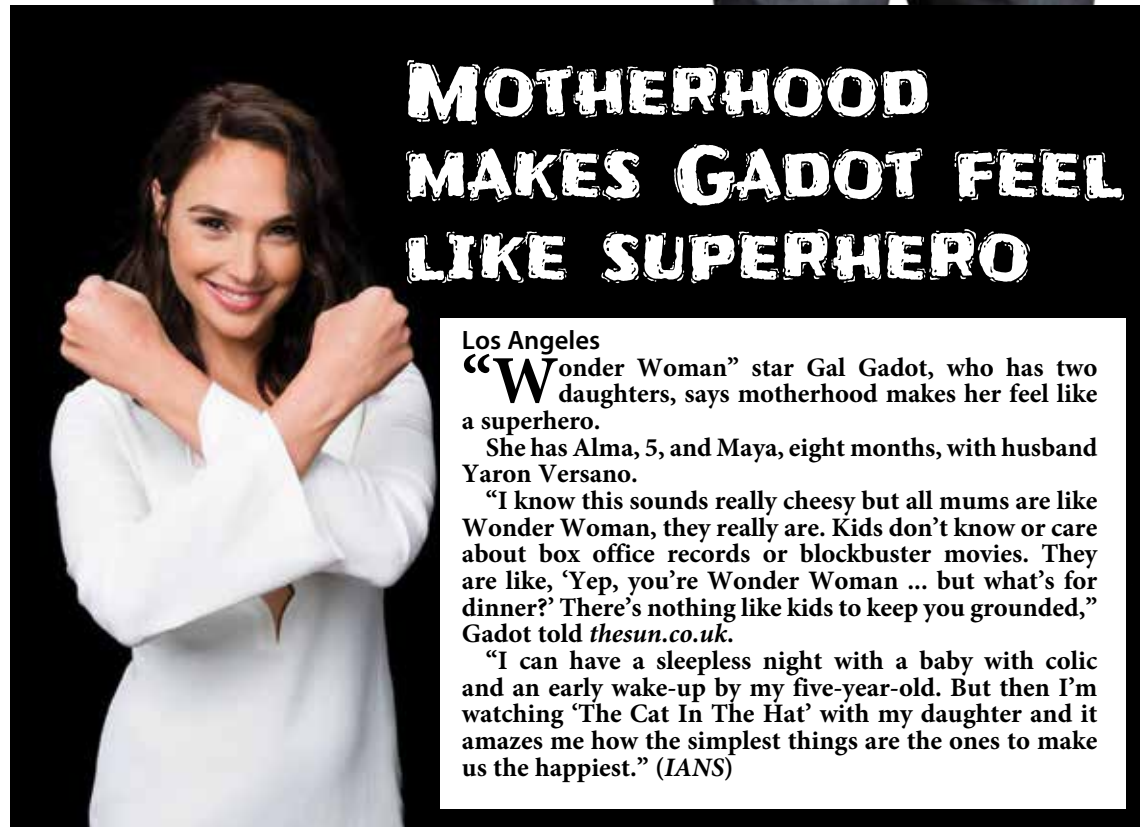 MOTHERHOOD
MAKES GADOT FEEL
LIKE SUPERHERO
Los Angeles
“Wonder Woman” star Gal Gadot, who has two
daughters, says motherhood makes her feel like
a superhero.
She has Alma, 5, and Maya, eight months, with husband
Yaron Versano.
“I know this sounds really cheesy but all mums are like
Wonder Woman, they really are. Kids don’t know or care
about box office records or blockbuster movies. They
are like, ‘Yep, you’re Wonder Woman ... but what’s for
dinner?’ There’s nothing like kids to keep you grounded,”
Gadot told thesun.co.uk.
“I can have a sleepless night with a baby with colic
and an early wake-up by my five-year-old. But then I’m
watching ‘The Cat In The Hat’ with my daughter and it
amazes me how the simplest things are the ones to make
us the happiest.” (IANS)